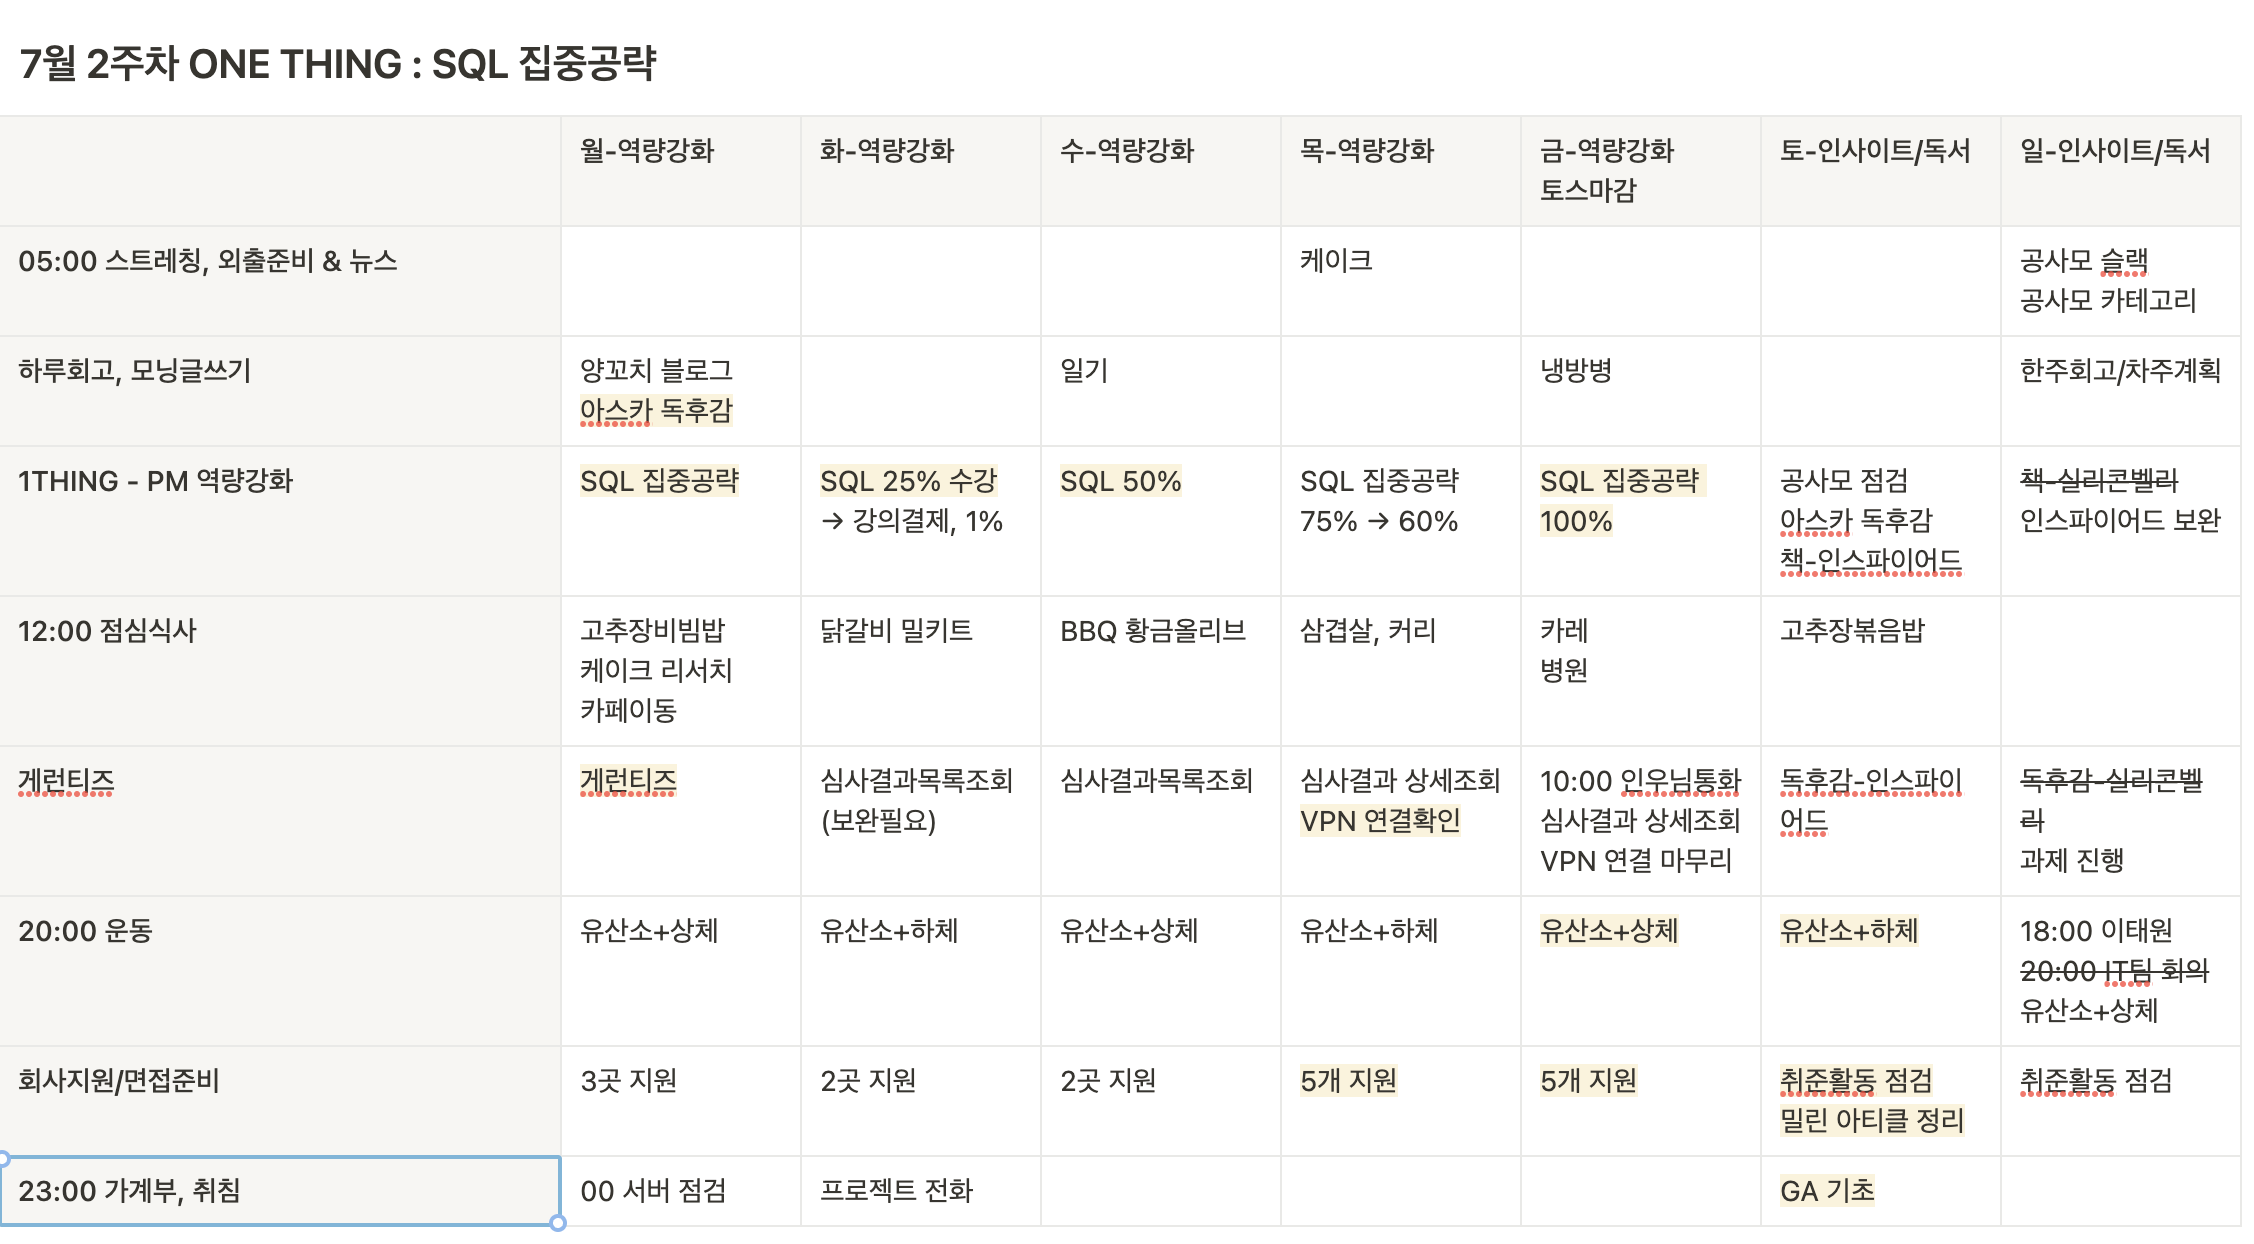 7월 2주차 ONE THING : SQL 집중공략
월-역량강화
화-역량강화
수-역량강화
목-역량강화
금-역량강화
토스마감
토-인사이트/독서
일-인사이트/독서
05:00 스트레칭, 외출준비 & 뉴스
케이크
공사모 슬랙
공사모 카테고리
하루회고, 모닝글쓰기
양꼬치 블로그
아스카 독후감
일기
냉방병
한주회고/차주계획
1THING - PM 역량강화
SQL 집중공략
SQL 25% 수강
→ 강의결제, 1%
SQL 50%
SQL 집중공략
75% → 60%
SQL 집중공략
100%
공사모 점검
아스카 독후감
책-인스파이어드
책-실리콘벨리
인스파이어드 보완
12:00 점심식사
고추장비빔밥
케이크 리서치
카페이동
닭갈비 밀키트
BBQ 황금올리브
삼겹살, 커리
카레
병원
고추장볶음밥
게런티즈
게런티즈
심사결과목록조회
(보완필요)
심사결과목록조회
심사결과 상세조회
VPN 연결확인
10:00 인우님통화
심사결과 상세조회
VPN 연결 마무리
독후감-인스파이
어드
독후감-실리콘벨
리
과제 진행
20:00 운동
유산소+상체
유산소+하체
유산소+상체
유산소+하체
유산소+상체
유산소+하체
18:00 이태원
20:00 IT팀 회의
유산소+상체
회사지원/면접준비
3곳 지원
2곳 지원
2곳 지원
5개 지원
5개 지원
취준활동 점검
밀린 아티클 정리
취준활동 점검
23:00 가계부, 취침
00 서버 점검
프로젝트 전화
GA 기초